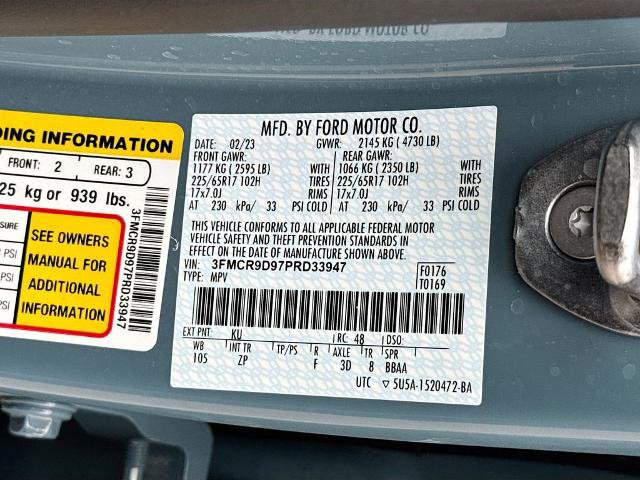 DING INFORMATION
FRONT: 2 REAR: 3
25 kg or 939 lbs.
SURE
PSI
PSI
SEE OWNERS
MANUAL FOR
ADDITIONAL
INFORMATION
3FMCR9D97PRD33947
MFD. BY FORD MOTOR CO.
DATE: 02/23 GVWR: 2145 KG ( 4730 LB)
FRONT GAWR: REAR GAWR:
1177 KG ( 2595 LB) WITH 1066 KG ( 2350 LB) WITH
225/65R17 102H TIRES 225/65R17 102H TIRES
17x7.0J RIMS 17x7.0J RIMS
AT 230 kPa/ 33 PSI COLD AT 230 kPa/ 33 PSI COLD
THIS VEHICLE CONFORMS TO ALL APPLICABLE FEDERAL MOTOR
VEHICLE SAFETY AND THEFT PREVENTION STANDARDS IN
EFFECT ON THE DATE OF MANUFACTURE SHOWN ABOVE.
VIN: 3FMCR9D97PRD33947 F0176
TYPE: MPV T0169
EXT PNT: KU RC: 48 DSO:
WB INT TR TP/PS R AXLE TR SPR
105 ZP F 3D 8 BBAA
UTC ▽ 5U5A-1520472-BA